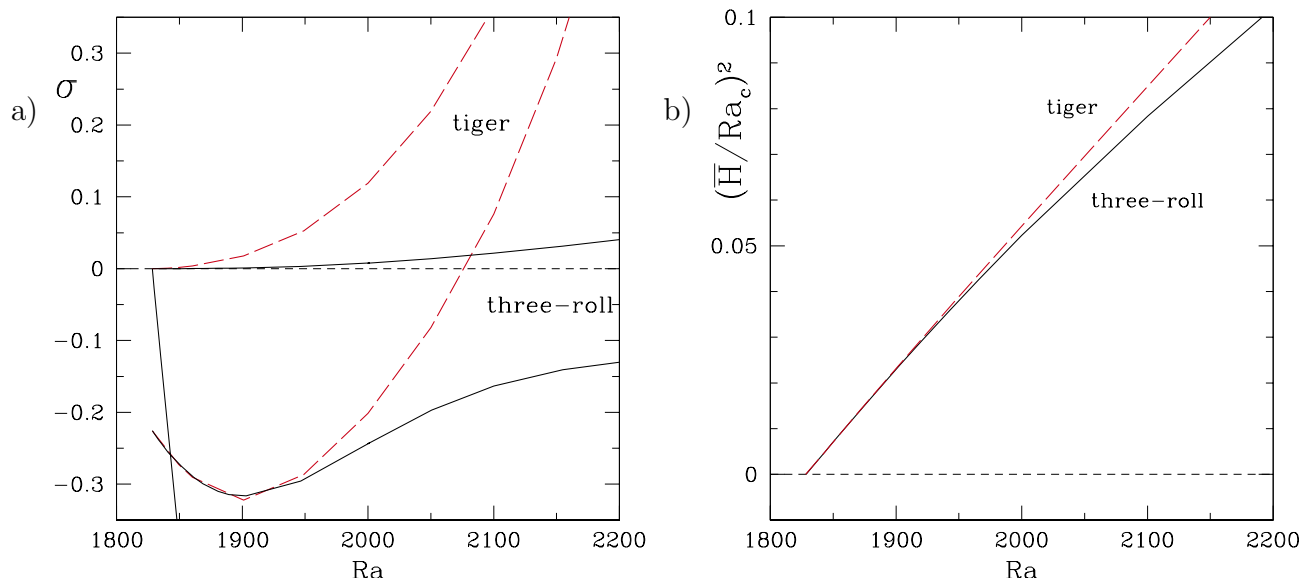 a)
σ
0.3
0.2
0.1
0
−0.1
−0.2
−0.3
tiger
three−roll
1800
1900
2000
2100
2200
Ra
b)
(H̅/Ra_c)²
0.1
0.05
0
tiger
three−roll
1800
1900
2000
2100
2200
Ra